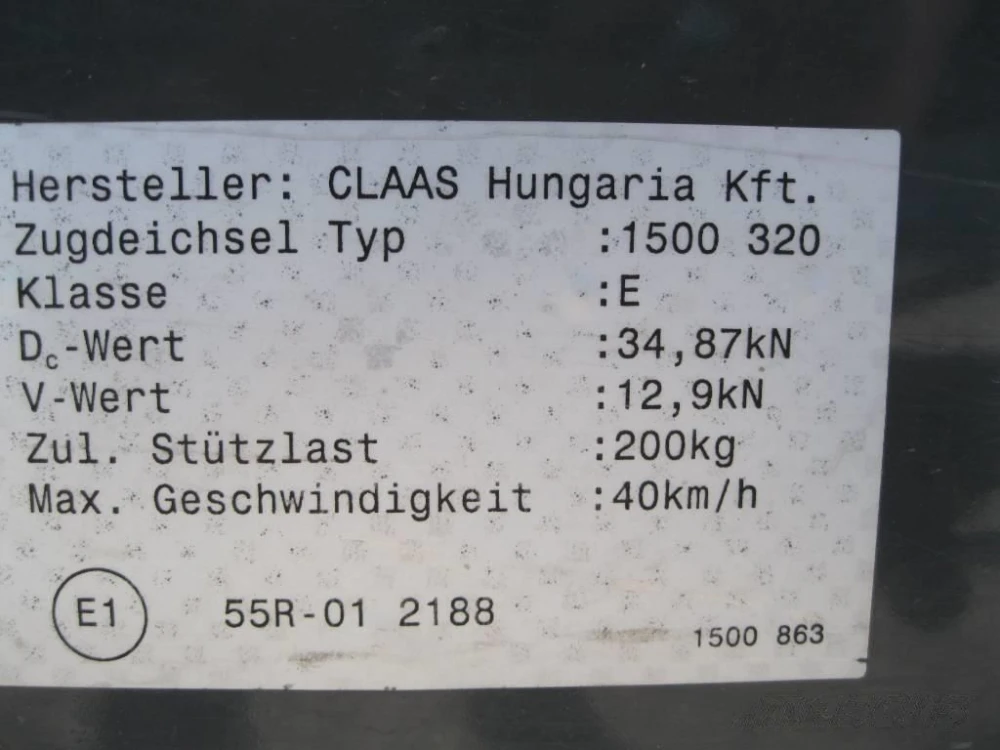 Hersteller: CLAAS Hungaria Kft.
Zugdeichsel Typ :1500 320
Klasse :E
Dc-Wert :34,87kN
V-Wert :12,9kN
Zul. Stützlast :200kg
Max. Geschwindigkeit :40km/h
E1 55R-01 2188
1500 863